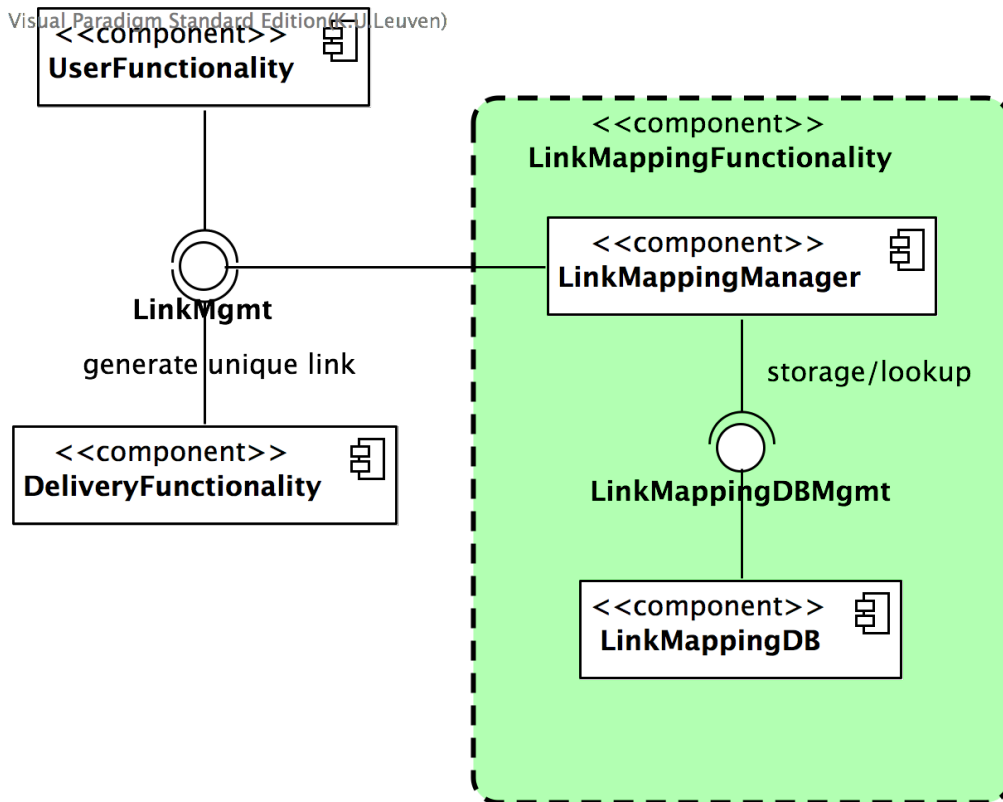 Visual Paradigm Standard Edition(K.U.Leuven)
<<component>>
UserFunctionality
<<component>>
LinkMappingFunctionality
<<component>>
LinkMappingManager
LinkMgmt
generate unique link
storage/lookup
<<component>>
DeliveryFunctionality
LinkMappingDBMgmt
<<component>>
LinkMappingDB